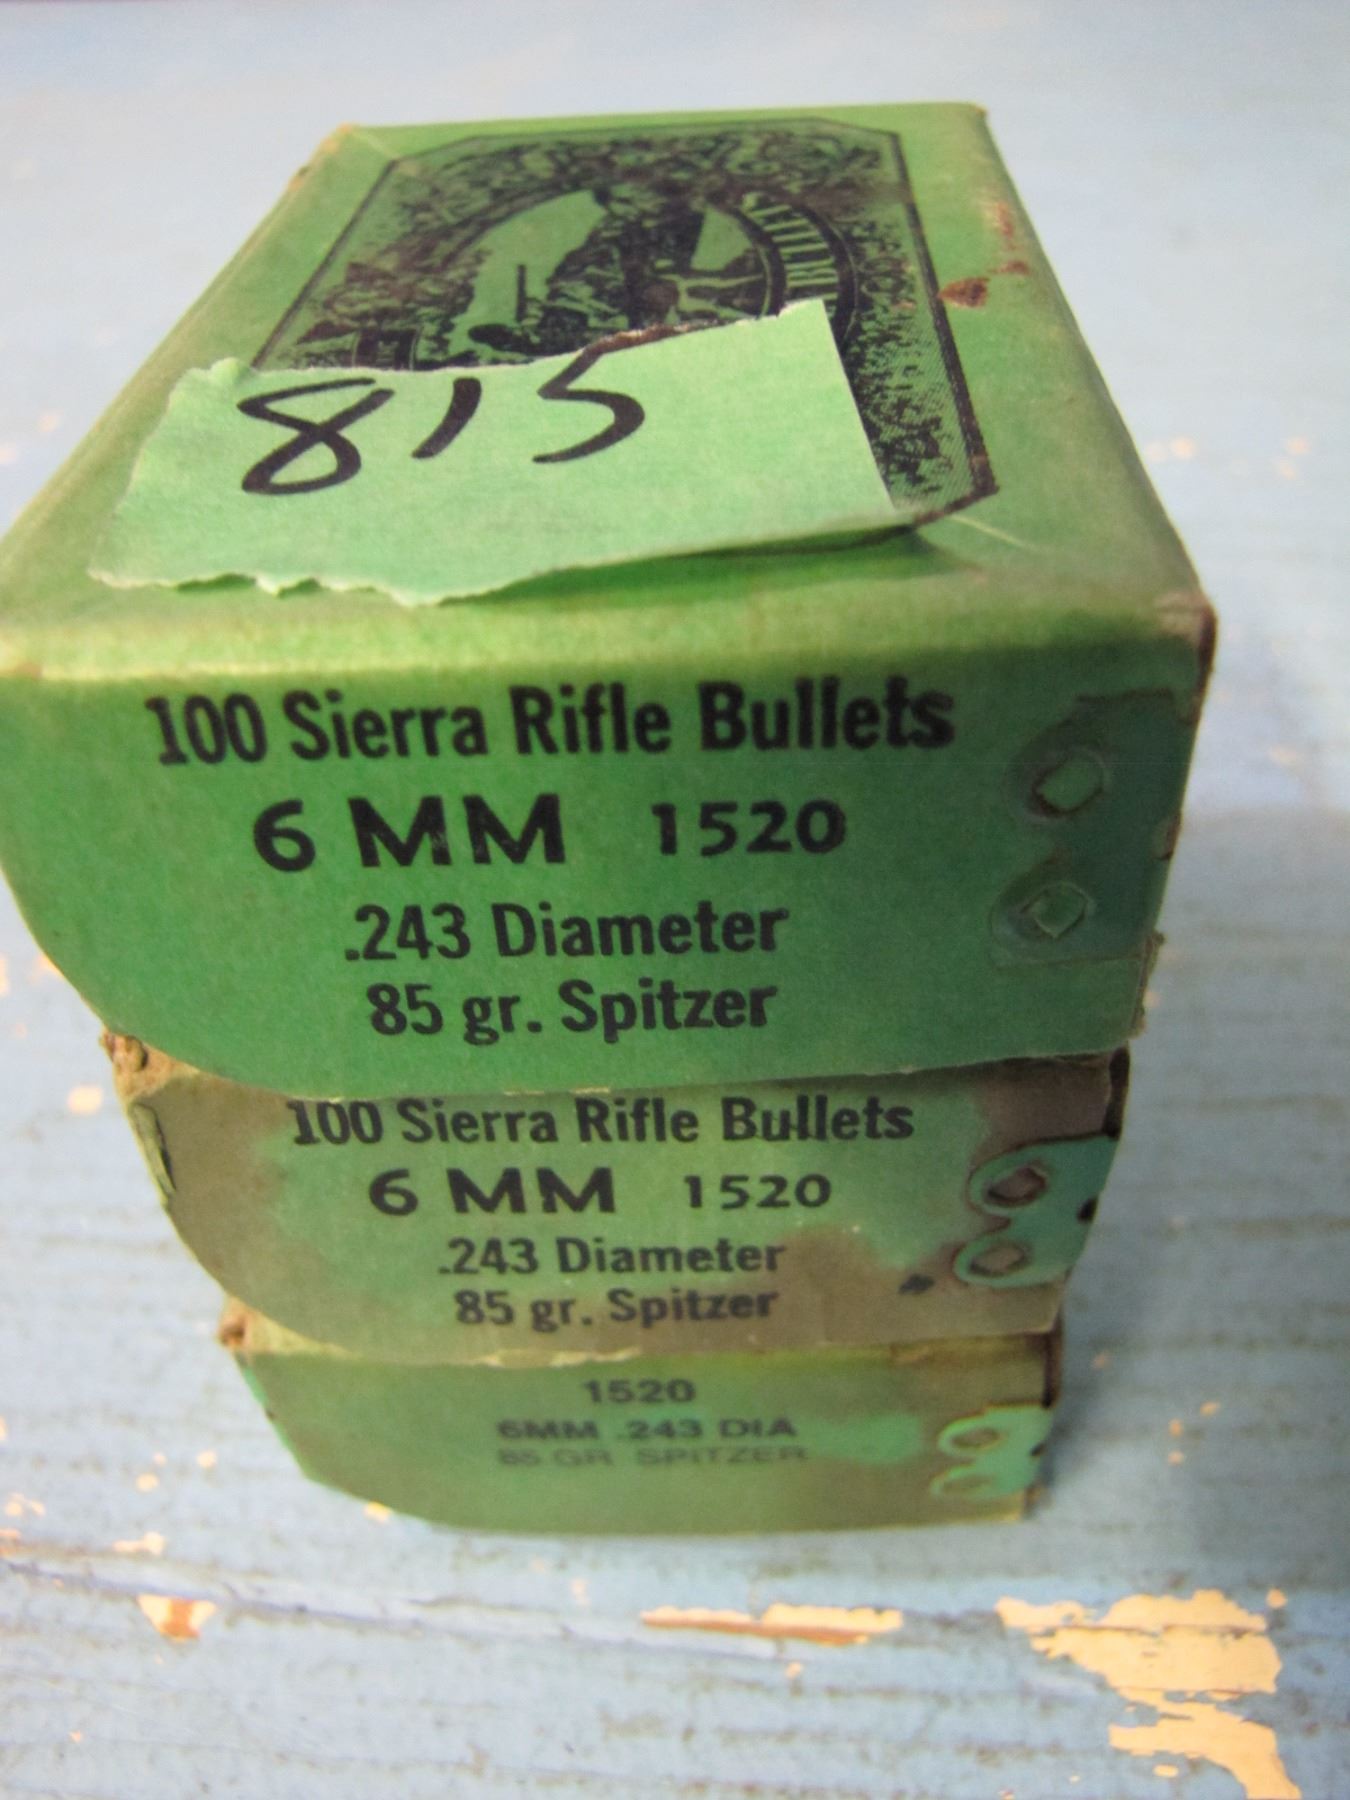 BULLETS
815
100 Sierra Rifle Bullets
6 MM 1520
.243 Diameter
85 gr. Spitzer
100 Sierra Rifle Bullets
6 MM 1520
.243 Diameter
85 gr. Spitzer
1520
6MM .243 DIA
85 GR SPITZER